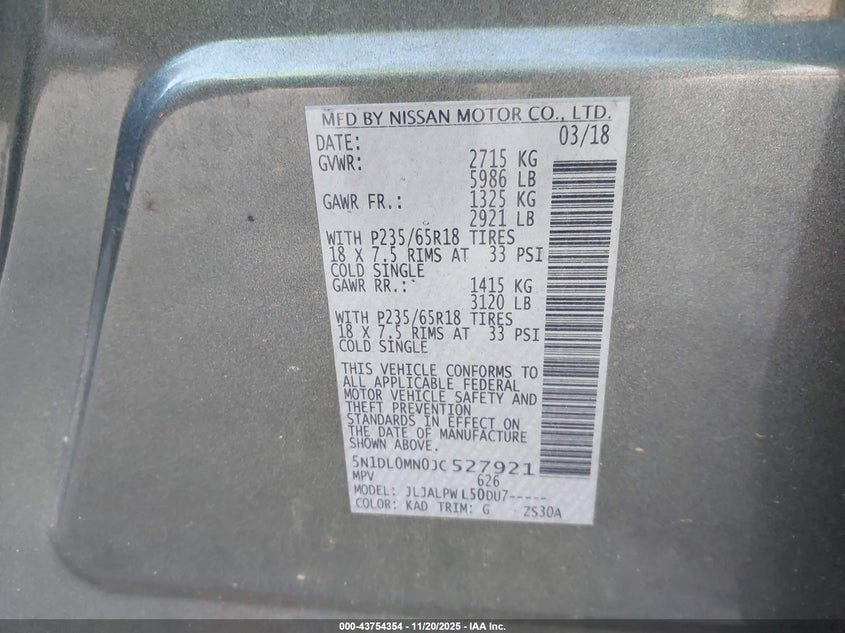 MFD BY NISSAN MOTOR CO., LTD.
DATE: 03/18
GVWR: 2715 KG
5986 LB
GAWR FR.: 1325 KG
2921 LB
WITH P235/65R18 TIRES
18 X 7.5 RIMS AT 33 PSI
COLD SINGLE
GAWR RR.: 1415 KG
3120 LB
WITH P235/65R18 TIRES
18 X 7.5 RIMS AT 33 PSI
COLD SINGLE
THIS VEHICLE CONFORMS TO
ALL APPLICABLE FEDERAL
MOTOR VEHICLE SAFETY AND
THEFT PREVENTION
STANDARDS IN EFFECT ON
THE DATE OF MANUFACTURE
SHOWN ABOVE.
5N1DL0MN0JC527921
MPV 626
MODEL: JLJALPWL50DU7-----
COLOR: KAD TRIM: G - ZS30A
000-43754354 - 11/20/2025 - IAA Inc.